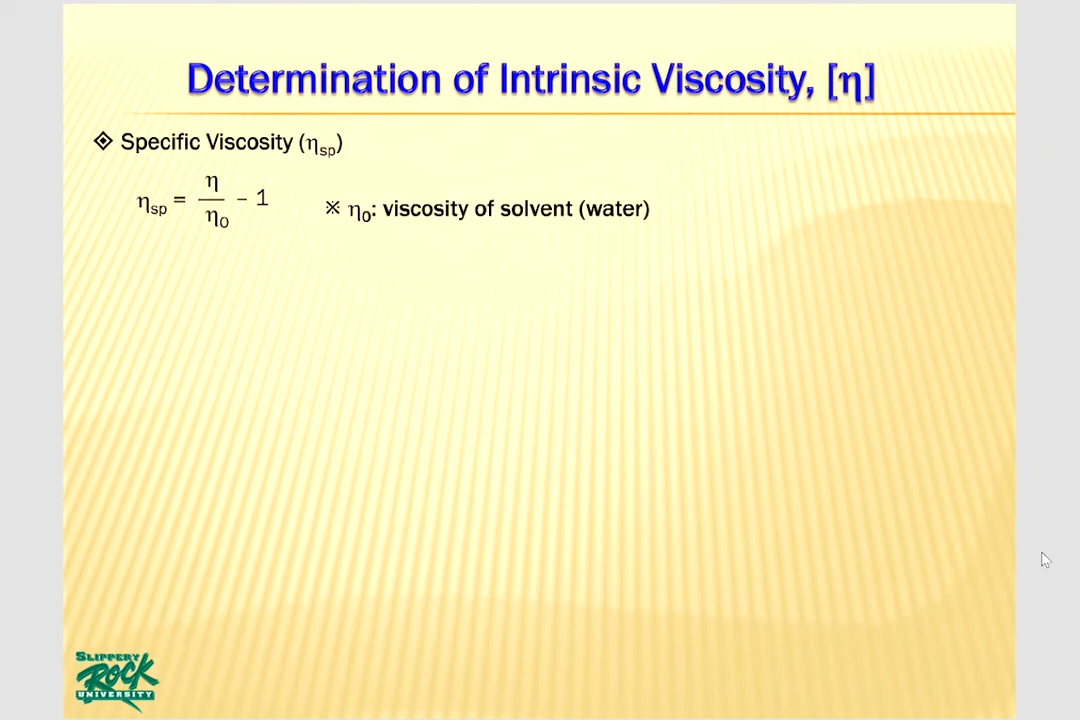 Determination of Intrinsic Viscosity, [η]
❖ Specific Viscosity (ηsp)
ηsp = η/η0 − 1
※ η0: viscosity of solvent (water)
SLIPPERY
ROCK
UNIVERSITY